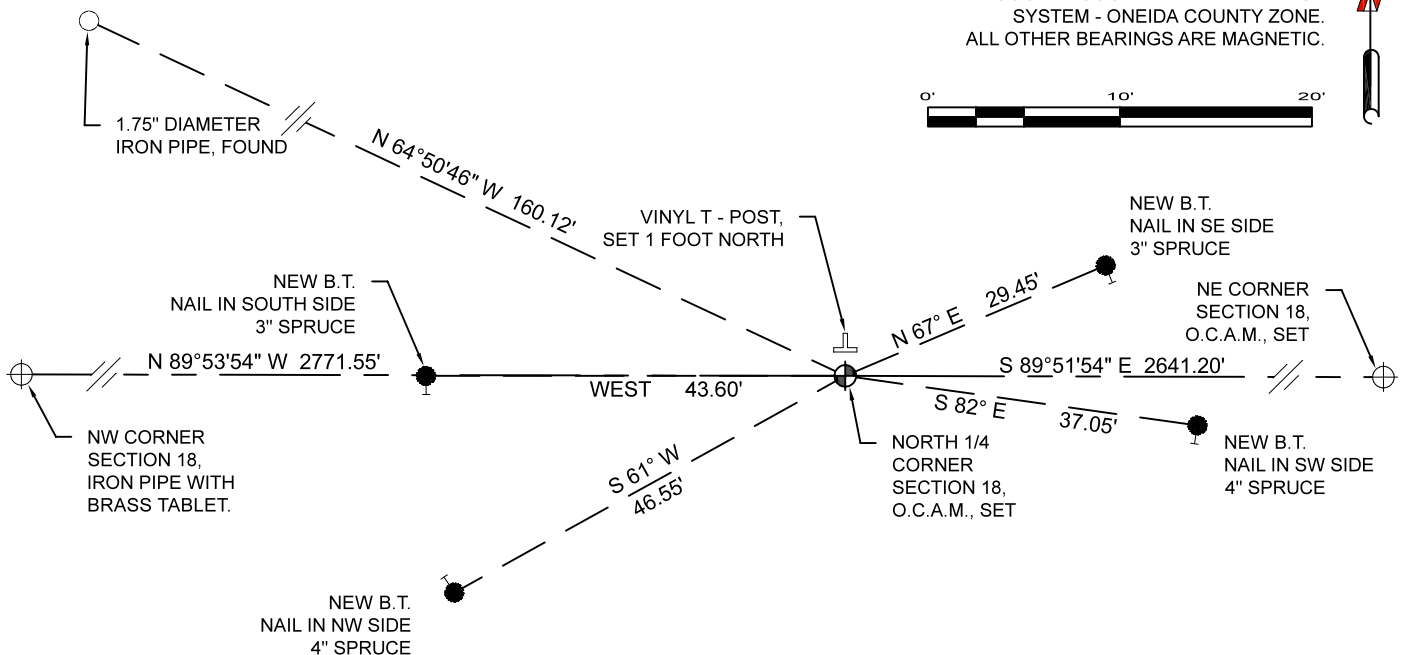 SYSTEM - ONEIDA COUNTY ZONE.
ALL OTHER BEARINGS ARE MAGNETIC.
0' 10' 20'
1.75" DIAMETER
IRON PIPE, FOUND
N 64°50'46" W 160.12'
VINYL T - POST,
SET 1 FOOT NORTH
NEW B.T.
NAIL IN SE SIDE
3" SPRUCE
NEW B.T.
NAIL IN SOUTH SIDE
3" SPRUCE
N 67° E 29.45'
NE CORNER
SECTION 18,
O.C.A.M., SET
N 89°53'54" W 2771.55'
WEST 43.60'
S 89°51'54" E 2641.20'
S 82° E 37.05'
NW CORNER
SECTION 18,
IRON PIPE WITH
BRASS TABLET.
S 61° W
46.55'
NORTH 1/4
CORNER
SECTION 18,
O.C.A.M., SET
NEW B.T.
NAIL IN SW SIDE
4" SPRUCE
NEW B.T.
NAIL IN NW SIDE
4" SPRUCE